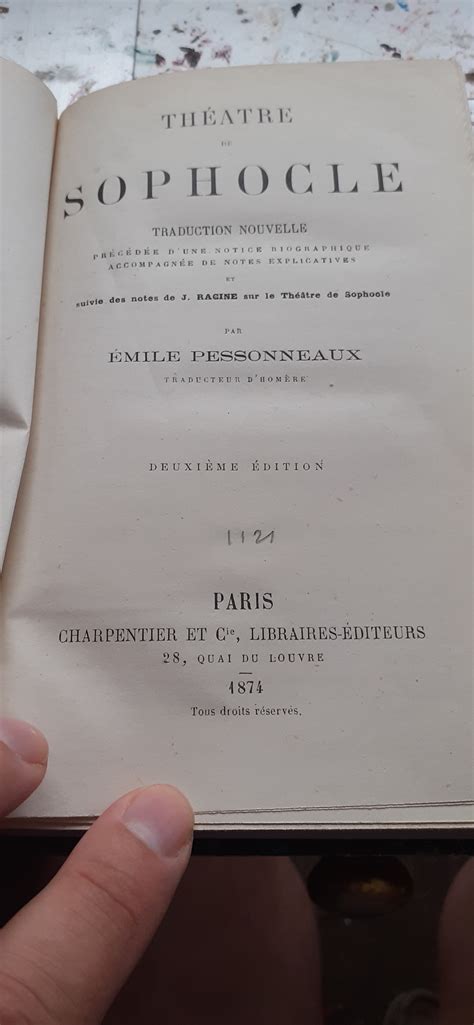 THÉATRE
DE
SOPHOCLE
TRADUCTION NOUVELLE
PRÉCÉDÉE D'UNE NOTICE BIOGRAPHIQUE
ACCOMPAGNÉE DE NOTES EXPLICATIVES
ET
suivie des notes de J. RACINE sur le Théâtre de Sophocle
PAR
ÉMILE PESSONNEAUX
TRADUCTEUR D'HOMÈRE
DEUXIÈME ÉDITION
1121
PARIS
CHARPENTIER ET Cie, LIBRAIRES-ÉDITEURS
28, QUAI DU LOUVRE
1874
Tous droits réservés.